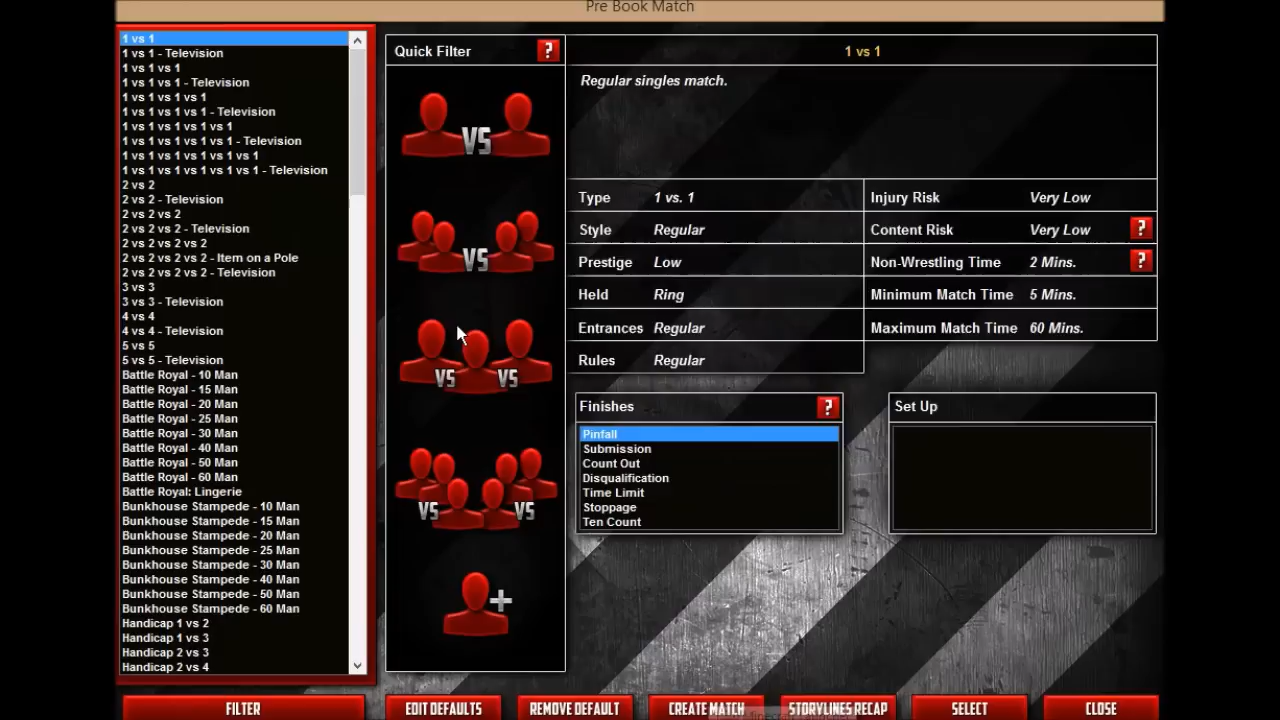 Pre Book Match
1 vs 1
1 vs 1 - Television
1 vs 1 vs 1
1 vs 1 vs 1 - Television
1 vs 1 vs 1 vs 1
1 vs 1 vs 1 vs 1 - Television
1 vs 1 vs 1 vs 1 vs 1
1 vs 1 vs 1 vs 1 vs 1 - Television
1 vs 1 vs 1 vs 1 vs 1 vs 1
1 vs 1 vs 1 vs 1 vs 1 vs 1 - Television
2 vs 2
2 vs 2 - Television
2 vs 2 vs 2
2 vs 2 vs 2 - Television
2 vs 2 vs 2 vs 2
2 vs 2 vs 2 vs 2 - Item on a Pole
2 vs 2 vs 2 vs 2 - Television
3 vs 3
3 vs 3 - Television
4 vs 4
4 vs 4 - Television
5 vs 5
5 vs 5 - Television
Battle Royal - 10 Man
Battle Royal - 15 Man
Battle Royal - 20 Man
Battle Royal - 25 Man
Battle Royal - 30 Man
Battle Royal - 40 Man
Battle Royal - 50 Man
Battle Royal - 60 Man
Battle Royal: Lingerie
Bunkhouse Stampede - 10 Man
Bunkhouse Stampede - 15 Man
Bunkhouse Stampede - 20 Man
Bunkhouse Stampede - 25 Man
Bunkhouse Stampede - 30 Man
Bunkhouse Stampede - 40 Man
Bunkhouse Stampede - 50 Man
Bunkhouse Stampede - 60 Man
Handicap 1 vs 2
Handicap 1 vs 3
Handicap 2 vs 3
Handicap 2 vs 4
Quick Filter ?
VS
VS
VS VS
VS VS
1 vs 1
Regular singles match.
Type 1 vs. 1
Style Regular
Prestige Low
Held Ring
Entrances Regular
Rules Regular
Injury Risk Very Low
Content Risk Very Low ?
Non-Wrestling Time 2 Mins. ?
Minimum Match Time 5 Mins.
Maximum Match Time 60 Mins.
Finishes ?
Pinfall
Submission
Count Out
Disqualification
Time Limit
Stoppage
Ten Count
Set Up
FILTER EDIT DEFAULTS REMOVE DEFAULT CREATE MATCH STORYLINES RECAP SELECT CLOSE